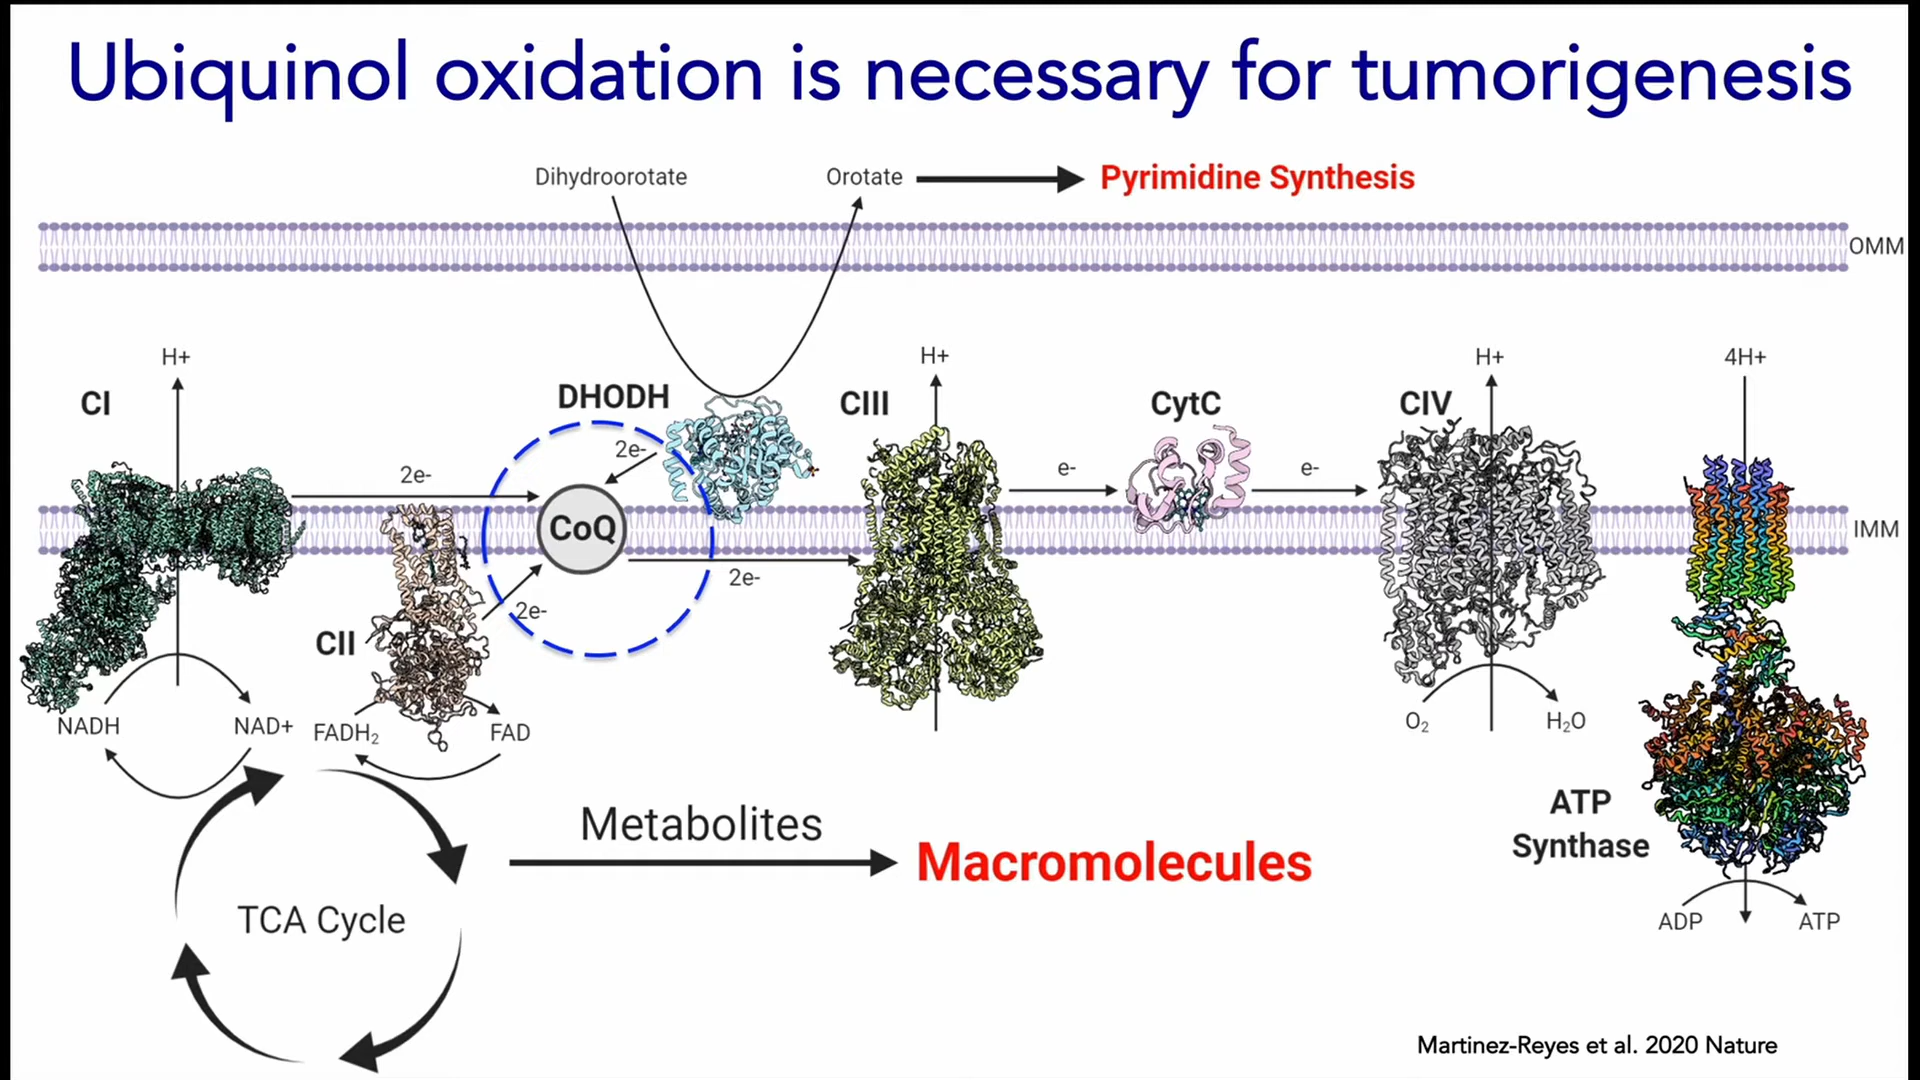 Ubiquinol oxidation is necessary for tumorigenesis
Dihydroorotate
Orotate
Pyrimidine Synthesis
OMM
H+
H+
H+
4H+
CI
DHODH
CIII
CytC
CIV
2e-
2e-
e-
e-
CoQ
IMM
2e-
2e-
CII
NADH
NAD+
FADH₂
FAD
O₂
H₂O
Metabolites
Macromolecules
ATP
Synthase
TCA Cycle
ADP
ATP
Martinez-Reyes et al. 2020 Nature